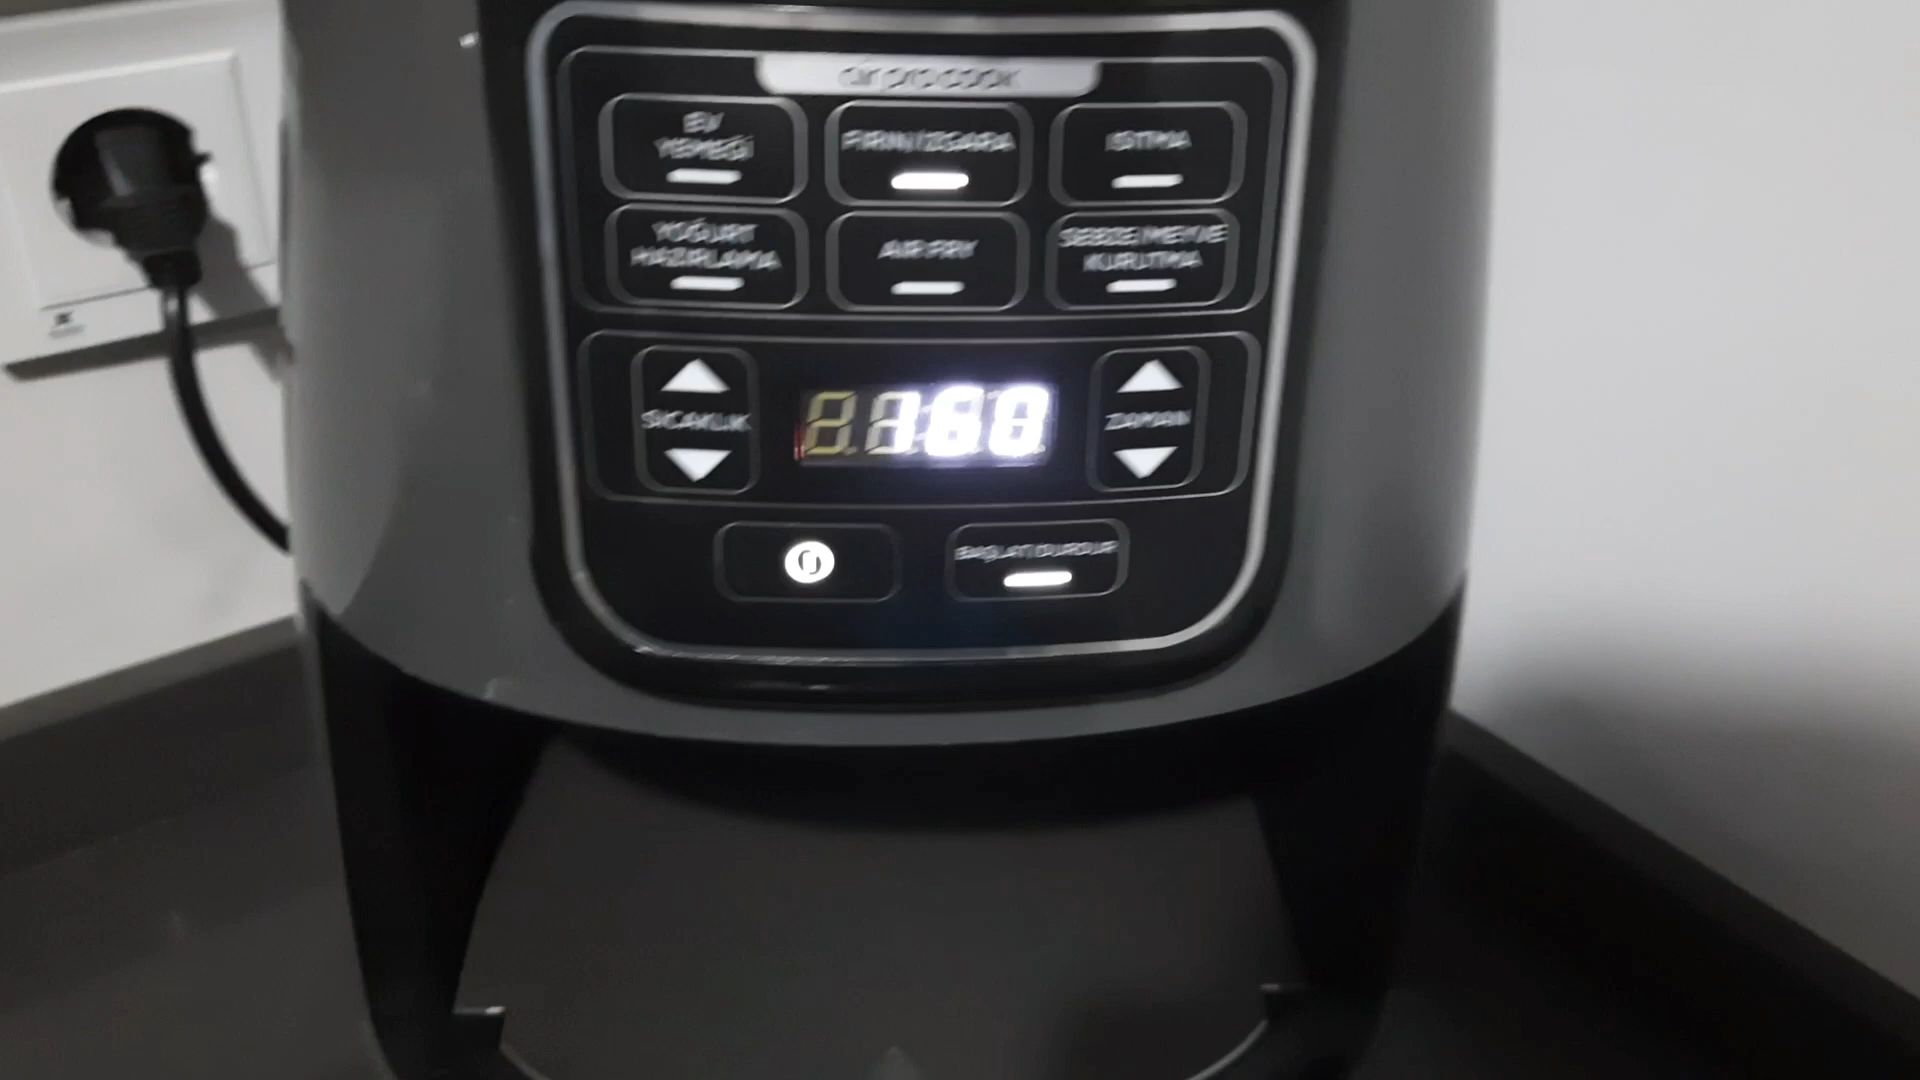 air pro cook
EV
YEMEĞİ
FIRIN/IZGARA
ISITMA
YOĞURT
HAZIRLAMA
AIR FRY
SEBZE/MEYVE
KURUTMA
SICAKLIK
160
ZAMAN
BAŞLAT/DURDUR